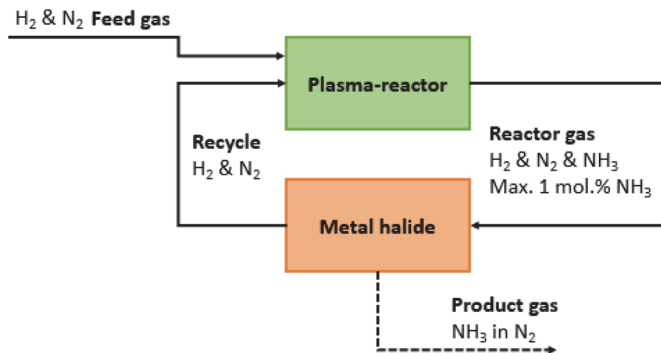 H₂ & N₂ Feed gas
Plasma-reactor
Recycle
H₂ & N₂
Reactor gas
H₂ & N₂ & NH₃
Max. 1 mol.% NH₃
Metal halide
Product gas
NH₃ in N₂